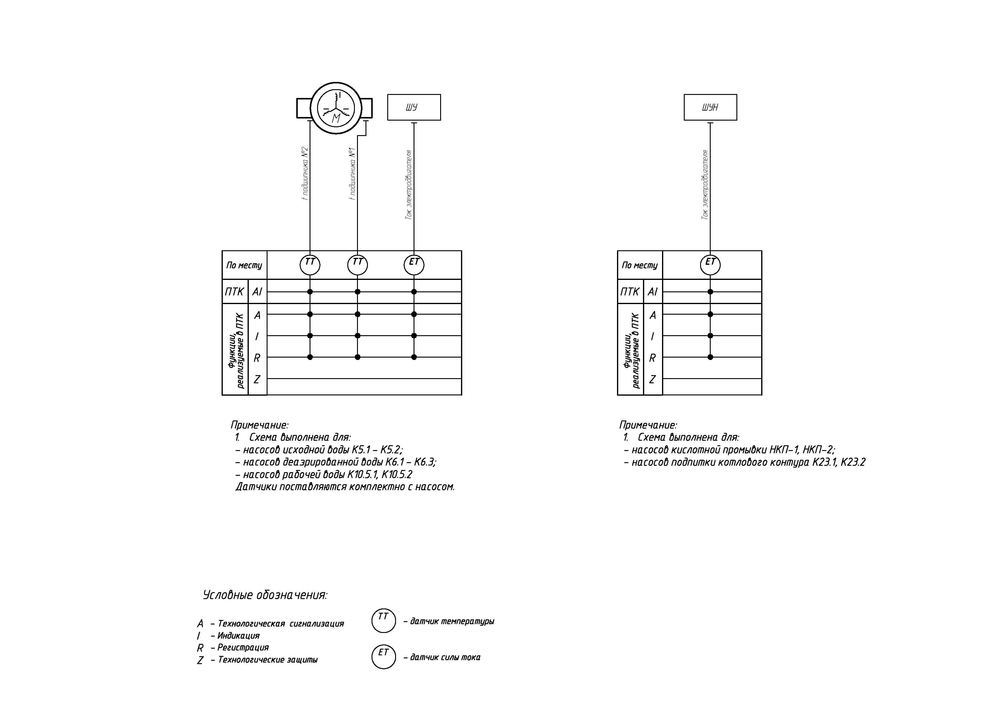 М
ШУ
ШУН
t подшипника №2
t подшипника №1
Ток электродвигателя
Ток электродвигателя
По месту
TT
TT
ET
ПТК
AI
Функции,
реализуемые в ПТК
A
I
R
Z
По месту
ET
ПТК
AI
Функции,
реализуемые в ПТК
A
I
R
Z
Примечание:
1. Схема выполнена для:
– насосов исходной воды К5.1 – К5.2;
– насосов деаэрированной воды К6.1 – К6.3;
– насосов рабочей воды К10.5.1, К10.5.2
Датчики поставляются комплектно с насосом.
Примечание:
1. Схема выполнена для:
– насосов кислотной промывки НКП–1, НКП–2;
– насосов подпитки котлового контура К23.1, К23.2
Условные обозначения:
A – Технологическая сигнализация
I – Индикация
R – Регистрация
Z – Технологические защиты
TT – датчик температуры
ET – датчик силы тока